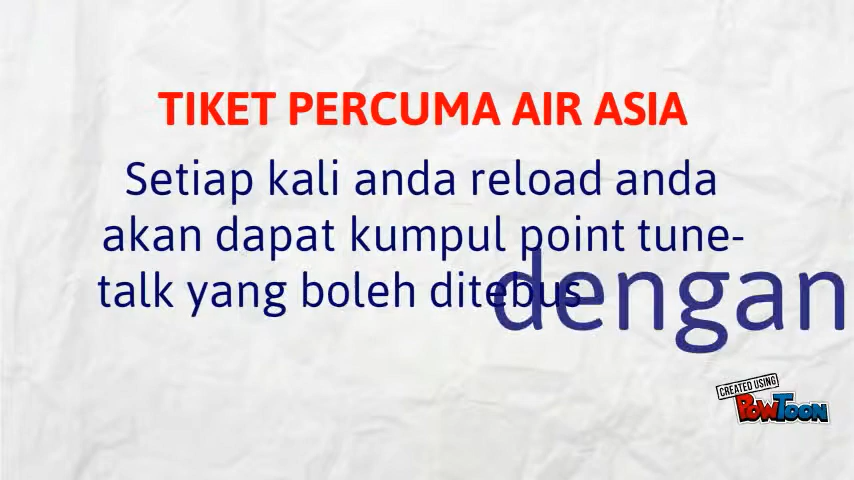 TIKET PERCUMA AIR ASIA
Setiap kali anda reload anda
akan dapat kumpul point tune-
talk yang boleh ditebus dengan
CREATED USING
POWTOON